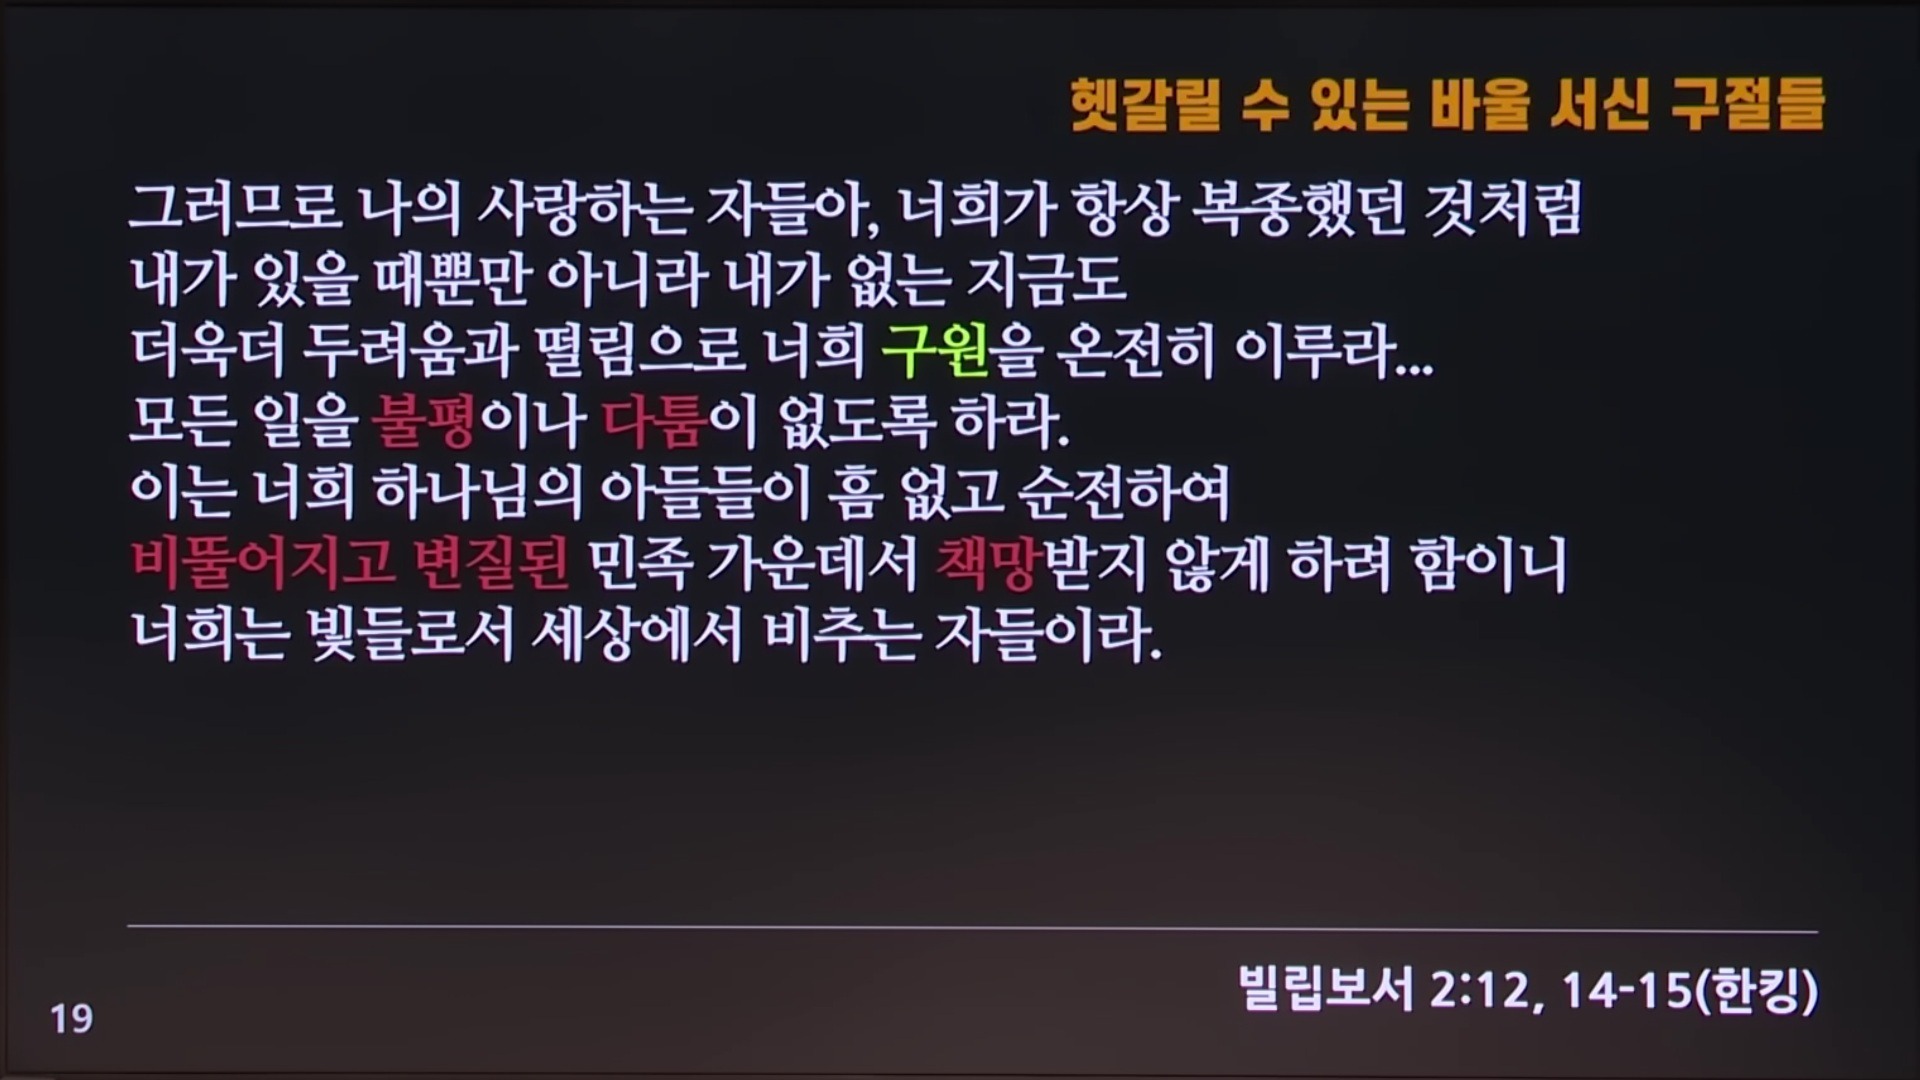 헷갈릴 수 있는 바울 서신 구절들
그러므로 나의 사랑하는 자들아, 너희가 항상 복종했던 것처럼
내가 있을 때뿐만 아니라 내가 없는 지금도
더욱더 두려움과 떨림으로 너희 구원을 온전히 이루라...
모든 일을 불평이나 다툼이 없도록 하라.
이는 너희 하나님의 아들들이 흠 없고 순전하여
비뚤어지고 변질된 민족 가운데서 책망받지 않게 하려 함이니
너희는 빛들로서 세상에서 비추는 자들이라.
빌립보서 2:12, 14-15(한킹)
19